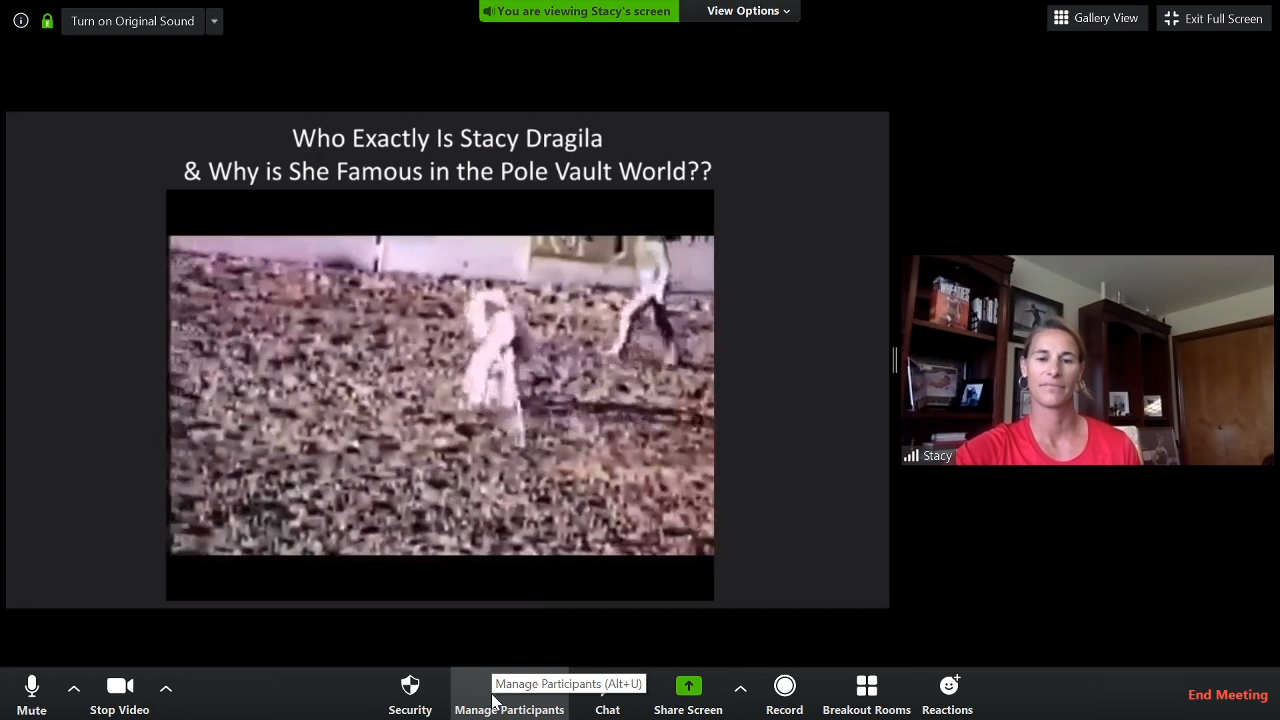 Turn on Original Sound
You are viewing Stacy's screen
View Options
Gallery View
Exit Full Screen
Who Exactly Is Stacy Dragila
& Why is She Famous in the Pole Vault World??
WHEATIES
Stacy
Manage Participants (Alt+U)
Mute
Stop Video
Security
Manage Participants
Chat
Share Screen
Record
Breakout Rooms
Reactions
End Meeting